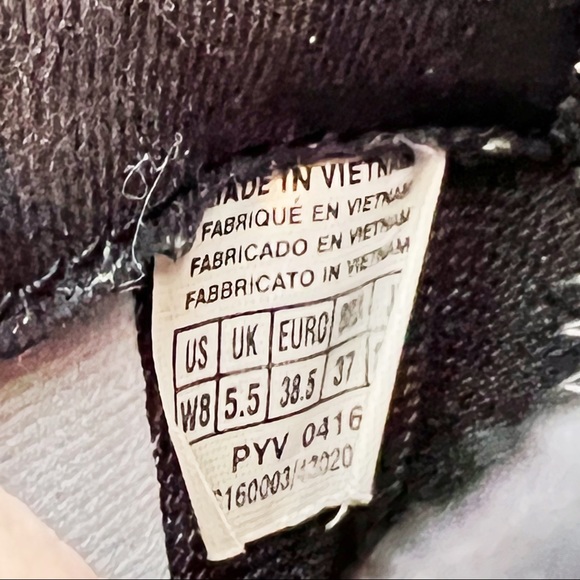 MADE IN VIETNAM
FABRIQUÉ EN VIETNAM
FABRICADO EN VIETNAM
FABBRICATO IN VIETNAM
US UK EURO
W8 5.5 38.5 37
PYV 0416